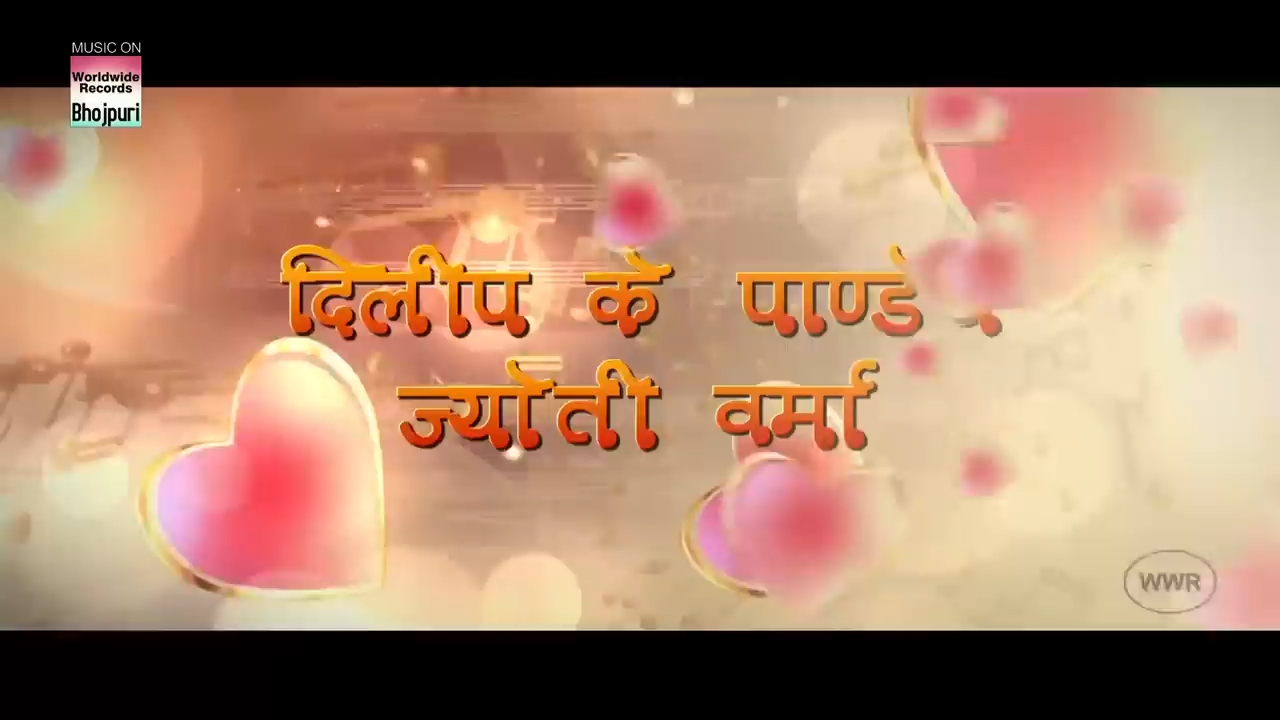 MUSIC ON
Worldwide
Records
Bhojpuri
दिलीप के
ज्योती वर्मा
WWR